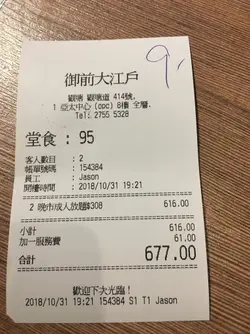 9.
御前大江戶
觀塘 觀塘道 414號,
1 亞太中心 (apc) 8樓 全層.
Tel: 2755 5328
堂食 : 95
客人數目 : 2
帳單號碼 : 154384
員工 : Jason
開檯時間 : 2018/10/31 19:21
2 晚市成人放題$308 616.00
小計 616.00
加一服務費 61.00
合計 677.00
歡迎下次光臨！
2018/10/31 19:21 154384 S1 T1 Jason